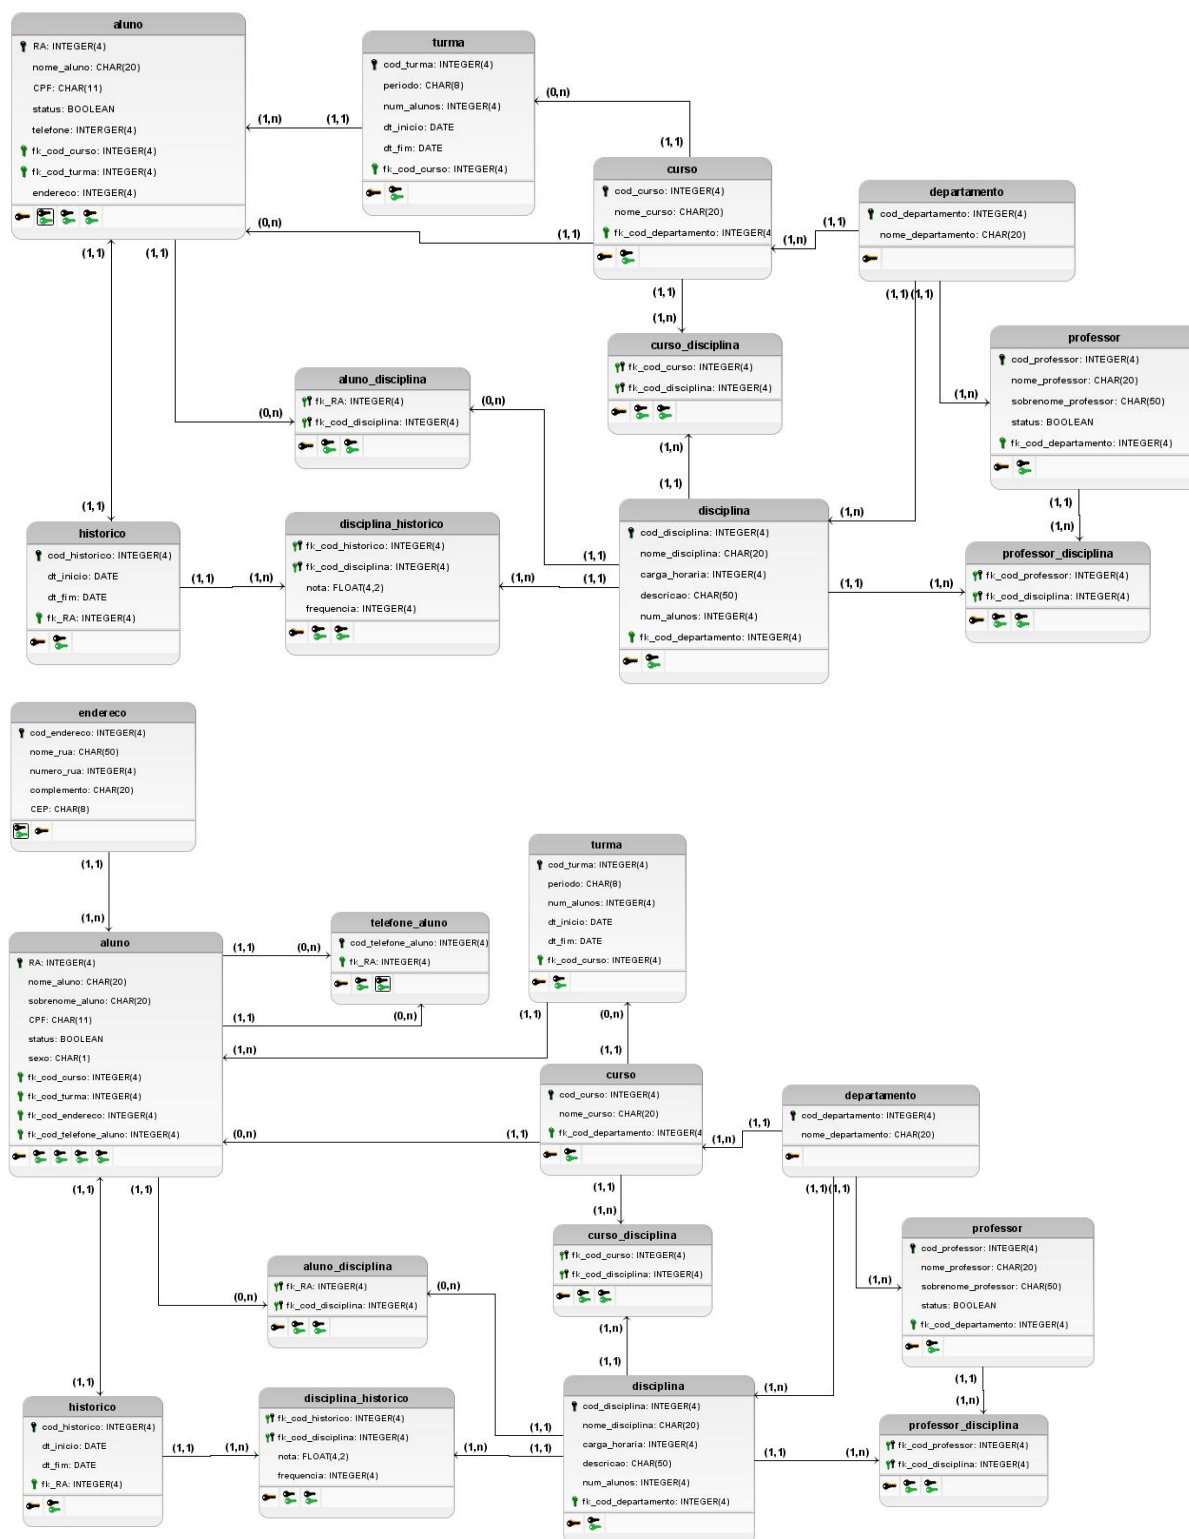 aluno
RA: INTEGER(4)
nome_aluno: CHAR(20)
CPF: CHAR(11)
status: BOOLEAN
telefone: INTERGER(4)
fk_cod_curso: INTEGER(4)
fk_cod_turma: INTEGER(4)
endereco: INTEGER(4)
turma
cod_turma: INTEGER(4)
periodo: CHAR(8)
num_alunos: INTEGER(4)
dt_inicio: DATE
dt_fim: DATE
fk_cod_curso: INTEGER(4)
(1,n)
(1,1)
(0,n)
(1,1)
curso
cod_curso: INTEGER(4)
nome_curso: CHAR(20)
fk_cod_departamento: INTEGER(4
(0,n)
(1,1)
(1,n)
(1,1)
departamento
cod_departamento: INTEGER(4)
nome_departamento: CHAR(20)
(1,1)
(1,1)
(1,1)
(1,n)
(1,1)(1,1)
curso_disciplina
fk_cod_curso: INTEGER(4)
fk_cod_disciplina: INTEGER(4)
professor
cod_professor: INTEGER(4)
nome_professor: CHAR(20)
sobrenome_professor: CHAR(50)
status: BOOLEAN
fk_cod_departamento: INTEGER(4)
(1,n)
aluno_disciplina
fk_RA: INTEGER(4)
fk_cod_disciplina: INTEGER(4)
(0,n)
(0,n)
(1,n)
(1,1)
(1,1)
historico
cod_historico: INTEGER(4)
dt_inicio: DATE
dt_fim: DATE
fk_RA: INTEGER(4)
(1,1)
(1,n)
disciplina_historico
fk_cod_historico: INTEGER(4)
fk_cod_disciplina: INTEGER(4)
nota: FLOAT(4,2)
frequencia: INTEGER(4)
(1,n)
(1,1)
(1,1)
disciplina
cod_disciplina: INTEGER(4)
nome_disciplina: CHAR(20)
carga_horaria: INTEGER(4)
descricao: CHAR(50)
num_alunos: INTEGER(4)
fk_cod_departamento: INTEGER(4)
(1,n)
(1,1)
(1,n)
(1,1)
(1,n)
professor_disciplina
fk_cod_professor: INTEGER(4)
fk_cod_disciplina: INTEGER(4)
endereco
cod_endereco: INTEGER(4)
nome_rua: CHAR(50)
numero_rua: INTEGER(4)
complemento: CHAR(20)
CEP: CHAR(8)
(1,1)
(1,n)
aluno
RA: INTEGER(4)
nome_aluno: CHAR(20)
sobrenome_aluno: CHAR(20)
CPF: CHAR(11)
status: BOOLEAN
sexo: CHAR(1)
fk_cod_curso: INTEGER(4)
fk_cod_turma: INTEGER(4)
fk_cod_endereco: INTEGER(4)
fk_cod_telefone_aluno: INTEGER(4)
(1,1)
(0,n)
telefone_aluno
cod_telefone_aluno: INTEGER(4)
fk_RA: INTEGER(4)
(1,1)
(0,n)
turma
cod_turma: INTEGER(4)
periodo: CHAR(8)
num_alunos: INTEGER(4)
dt_inicio: DATE
dt_fim: DATE
fk_cod_curso: INTEGER(4)
(1,1)
(0,n)
(1,n)
(1,1)
curso
cod_curso: INTEGER(4)
nome_curso: CHAR(20)
fk_cod_departamento: INTEGER(4
(0,n)
(1,1)
(1,n)
(1,1)
departamento
cod_departamento: INTEGER(4)
nome_departamento: CHAR(20)
(1,1)
(1,1)
(1,1)
(1,n)
(1,1)(1,1)
curso_disciplina
fk_cod_curso: INTEGER(4)
fk_cod_disciplina: INTEGER(4)
professor
cod_professor: INTEGER(4)
nome_professor: CHAR(20)
sobrenome_professor: CHAR(50)
status: BOOLEAN
fk_cod_departamento: INTEGER(4)
(1,n)
aluno_disciplina
fk_RA: INTEGER(4)
fk_cod_disciplina: INTEGER(4)
(0,n)
(0,n)
(1,n)
(1,1)
(1,1)
historico
cod_historico: INTEGER(4)
dt_inicio: DATE
dt_fim: DATE
fk_RA: INTEGER(4)
(1,1)
(1,n)
disciplina_historico
fk_cod_historico: INTEGER(4)
fk_cod_disciplina: INTEGER(4)
nota: FLOAT(4,2)
frequencia: INTEGER(4)
(1,n)
(1,1)
(1,1)
disciplina
cod_disciplina: INTEGER(4)
nome_disciplina: CHAR(20)
carga_horaria: INTEGER(4)
descricao: CHAR(50)
num_alunos: INTEGER(4)
fk_cod_departamento: INTEGER(4)
(1,n)
(1,1)
(1,n)
(1,1)
(1,n)
professor_disciplina
fk_cod_professor: INTEGER(4)
fk_cod_disciplina: INTEGER(4)